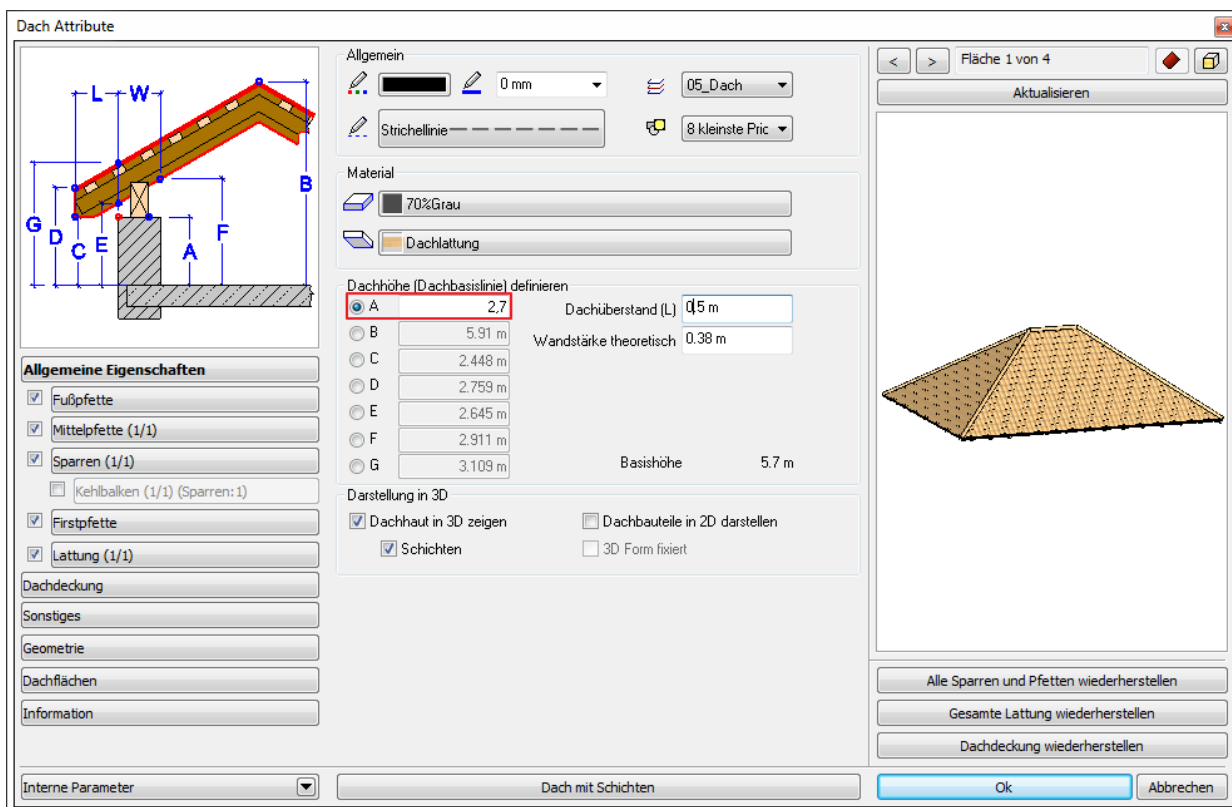 Dach Attribute
L W
B
G D C E F A
Allgemeine Eigenschaften
Fußpfette
Mittelpfette (1/1)
Sparren (1/1)
Kehlbalken (1/1) (Sparren:1)
Firstpfette
Lattung (1/1)
Dachdeckung
Sonstiges
Geometrie
Dachflächen
Information
Interne Parameter
Allgemein
0 mm
05_Dach
Strichellinie
8 kleinste Pric
Material
70%Grau
Dachlattung
Dachhöhe (Dachbasislinie) definieren
A 2,7
Dachüberstand (L) 0.5 m
B 5.91 m
Wandstärke theoretisch 0.38 m
C 2.448 m
D 2.759 m
E 2.645 m
F 2.911 m
G 3.109 m
Basishöhe 5.7 m
Darstellung in 3D
Dachhaut in 3D zeigen
Dachbauteile in 2D darstellen
Schichten
3D Form fixiert
Dach mit Schichten
< > Fläche 1 von 4
Aktualisieren
Alle Sparren und Pfetten wiederherstellen
Gesamte Lattung wiederherstellen
Dachdeckung wiederherstellen
Ok
Abbrechen